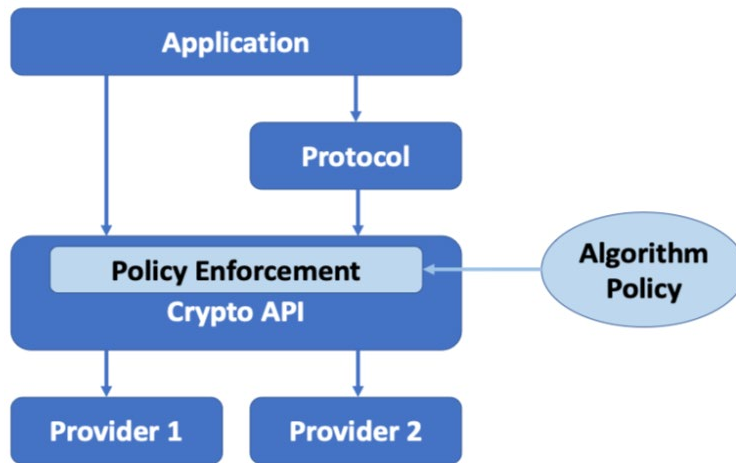 Application
Protocol
Policy Enforcement
Crypto API
Algorithm
Policy
Provider 1
Provider 2